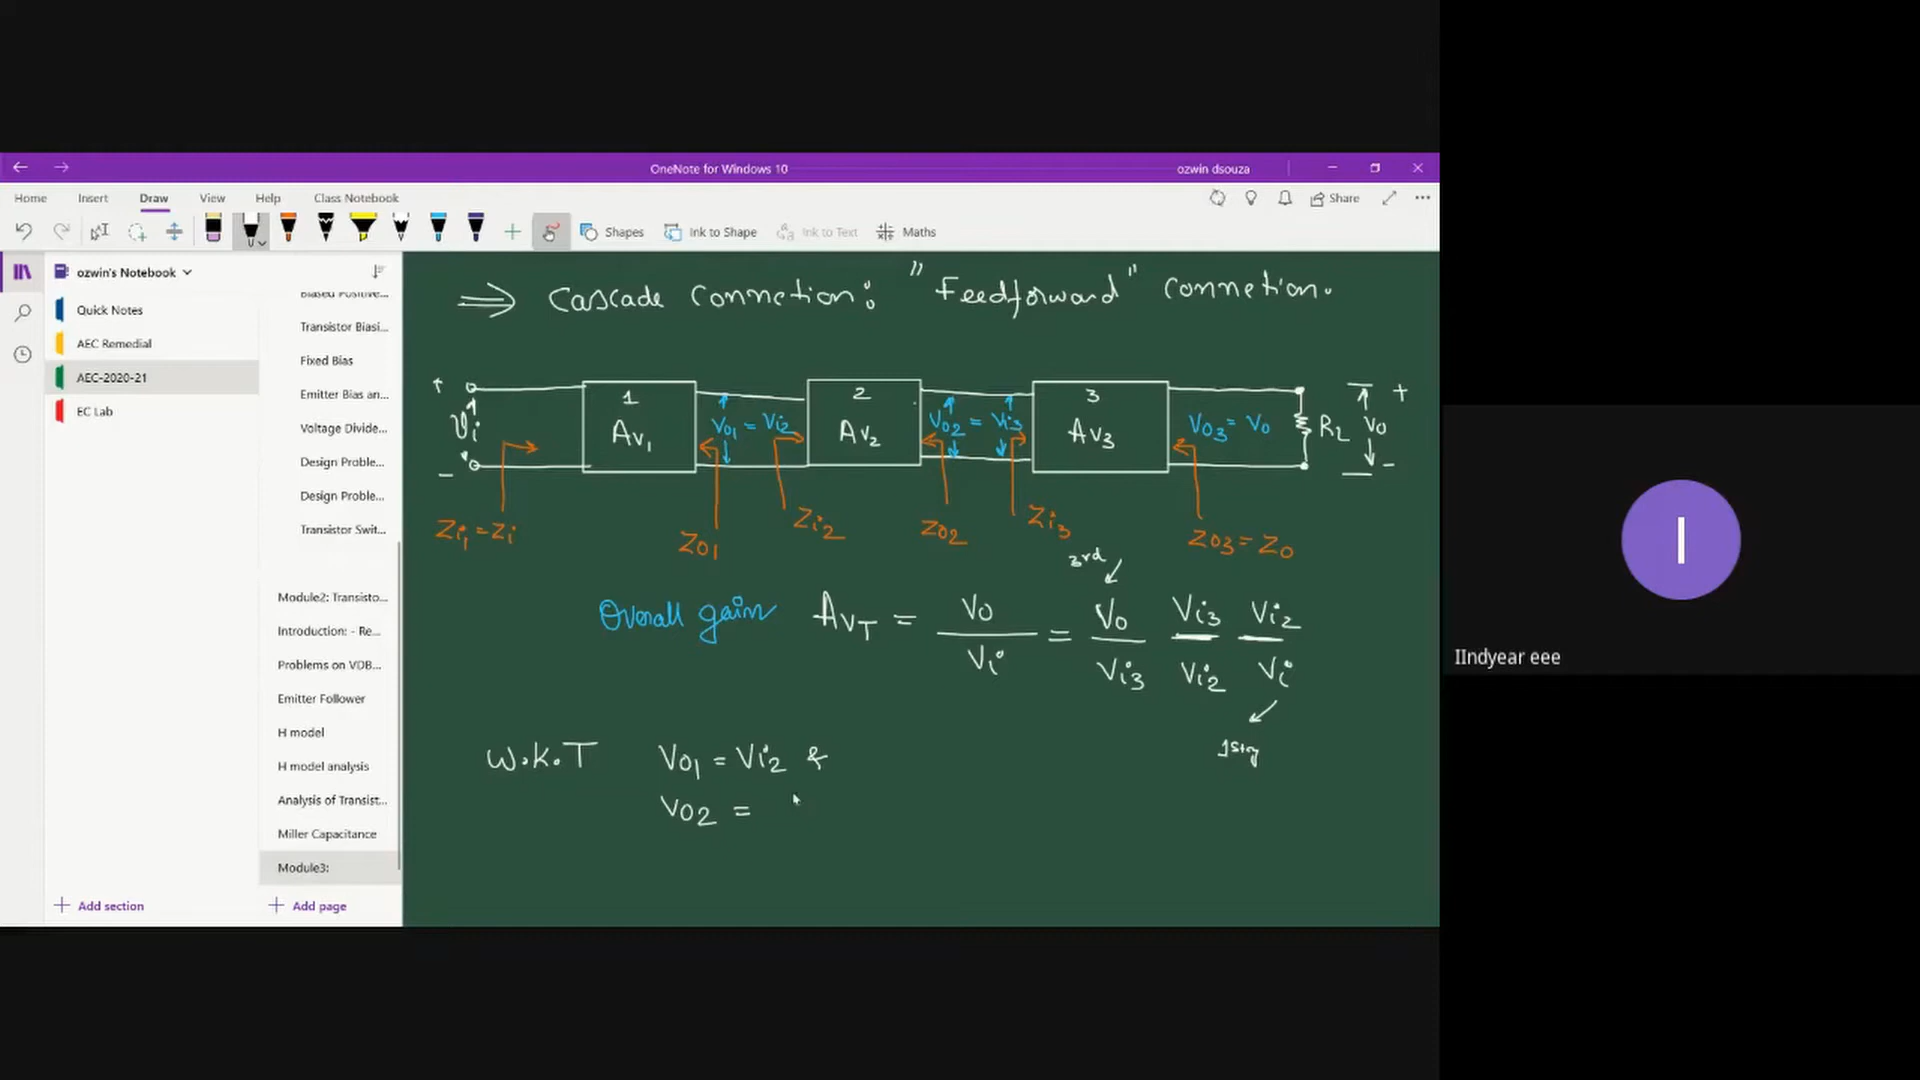 OneNote for Windows 10
ozwin dsouza
Home Insert Draw View Help Class Notebook
Share
Shapes Ink to Shape Ink to Text Maths
ozwin's Notebook
Quick Notes
AEC Remedial
AEC-2020-21
EC Lab
Add section
Biased Positive...
Transistor Biasi...
Fixed Bias
Emitter Bias an...
Voltage Divide...
Design Proble...
Design Proble...
Transistor Swit...
Module2: Transisto...
Introduction: - Re...
Problems on VDB...
Emitter Follower
H model
H model analysis
Analysis of Transist...
Miller Capacitance
Module3:
Add page
⇒ Cascade Connetion: "Feedforward" Connetion.
+ Vi -
1 Av1
Vo1 = Vi2
2 Av2
Vo2 = Vi3
3 Av3
Vo3 = Vo
RL
Vo + -
Zi1 = Zi
Zo1
Zi2
Zo2
Zi3
Zo3 = Zo
3rd
Overall gain AVT = Vo / Vi = Vo / Vi3 Vi3 / Vi2 Vi2 / Vi
1stg
W.K.T Vo1 = Vi2 &
Vo2 =
I
IIndyear eee